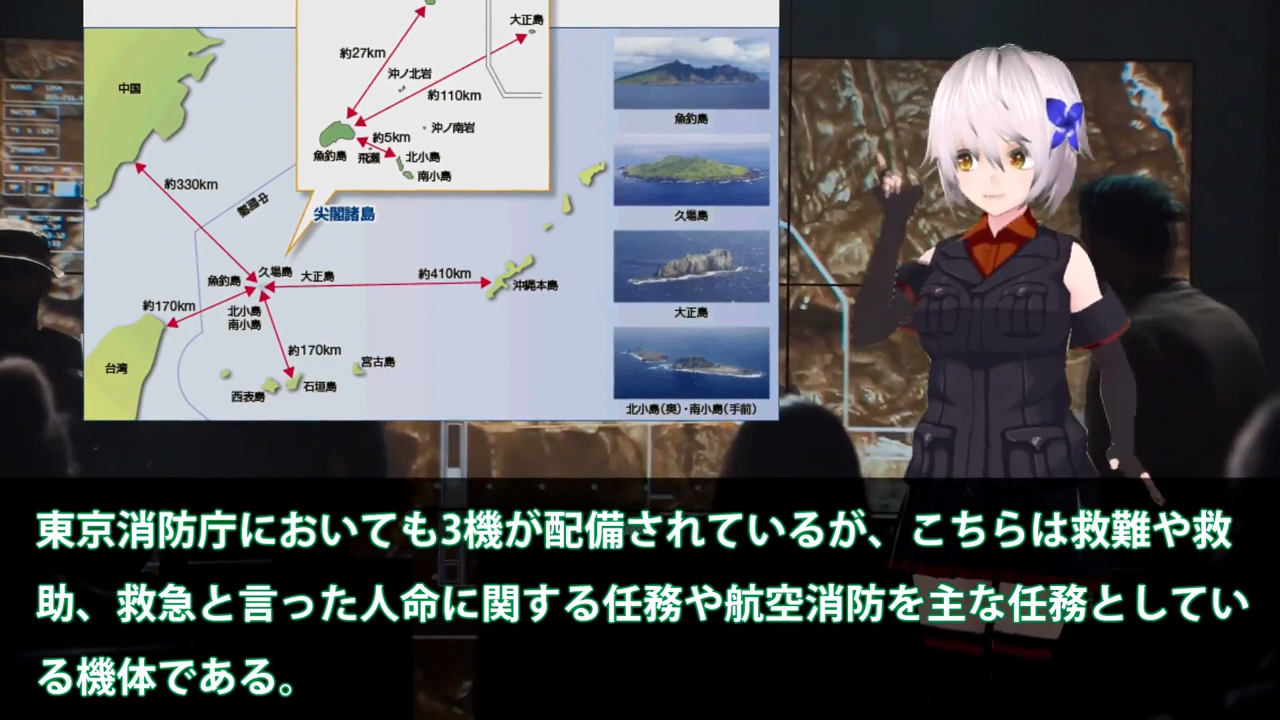 大正島
約27km
沖ノ北岩
約110km
沖ノ南岩
約5km
魚釣島
飛瀬
北小島
南小島
中国
約330km
中間線
尖閣諸島
魚釣島
久場島
大正島
約410km
沖縄本島
約170km
北小島
南小島
約170km
宮古島
台湾
西表島
石垣島
魚釣島
久場島
大正島
北小島(奥)・南小島(手前)
東京消防庁においても3機が配備されているが、こちらは救難や救
助、救急と言った人命に関する任務や航空消防を主な任務としてい
る機体である。